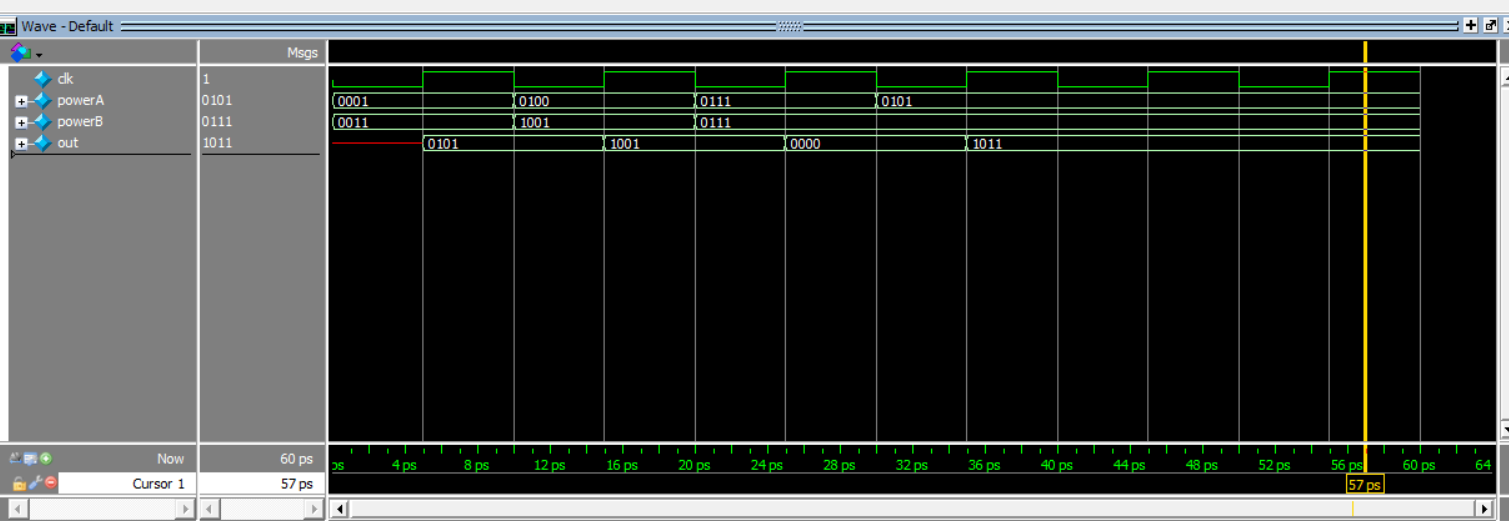 Wave - Default
Msgs
clk 1
powerA 0101 0001 0100 0111 0101
powerB 0111 0011 1001 0111
out 1011 0101 1001 0000 1011
Now 60 ps ps 4 ps 8 ps 12 ps 16 ps 20 ps 24 ps 28 ps 32 ps 36 ps 40 ps 44 ps 48 ps 52 ps 56 ps 60 ps 64
Cursor 1 57 ps 57 ps